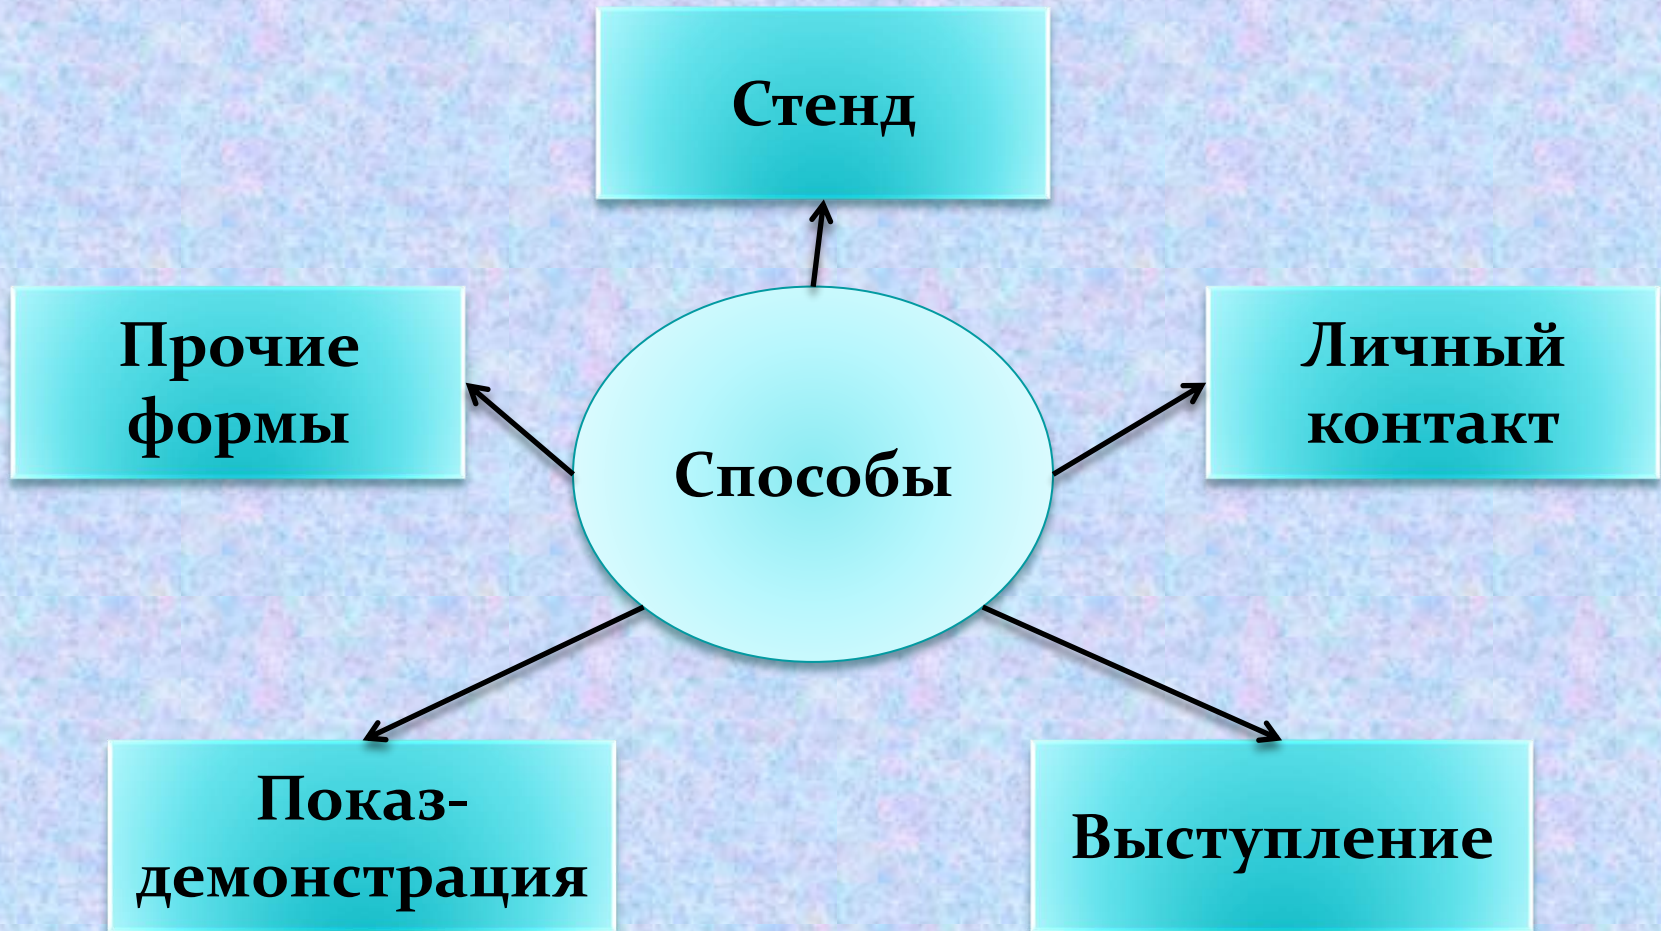 Стенд
Прочие
формы
Личный
контакт
Способы
Показ-
демонстрация
Выступление